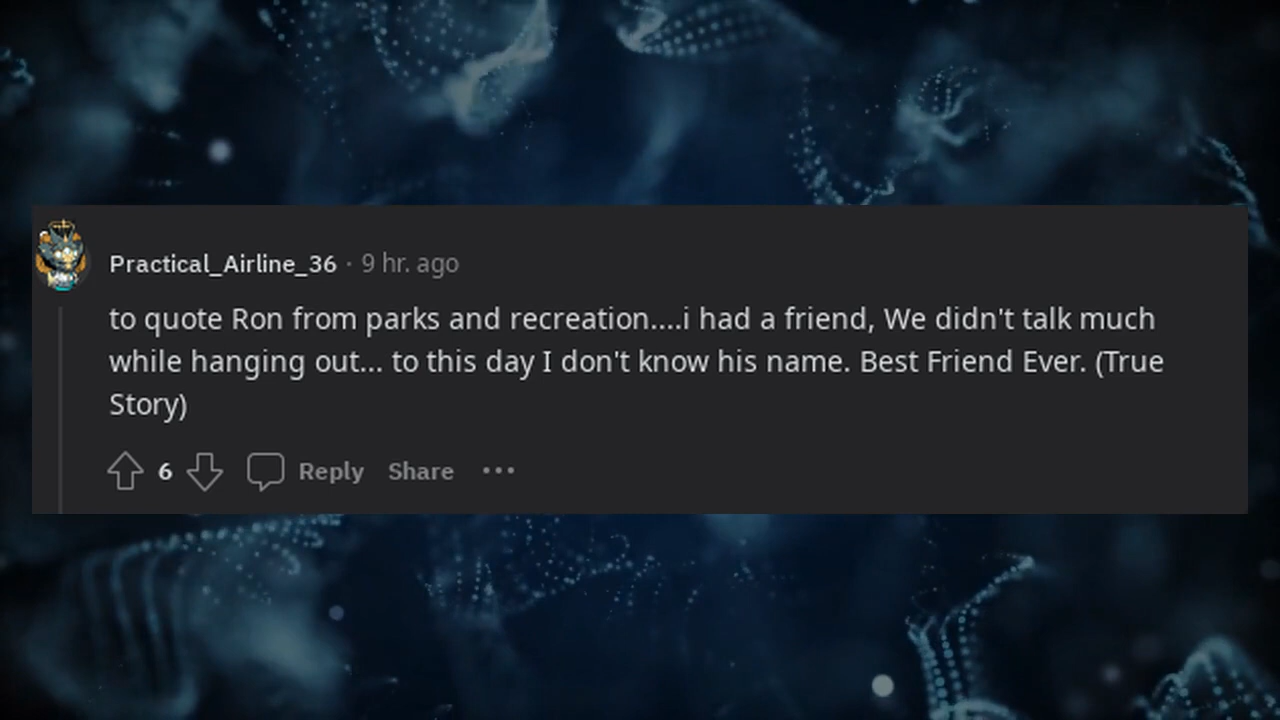 Practical_Airline_36 · 9 hr. ago
to quote Ron from parks and recreation....i had a friend, We didn't talk much
while hanging out... to this day I don't know his name. Best Friend Ever. (True
Story)
6 Reply Share